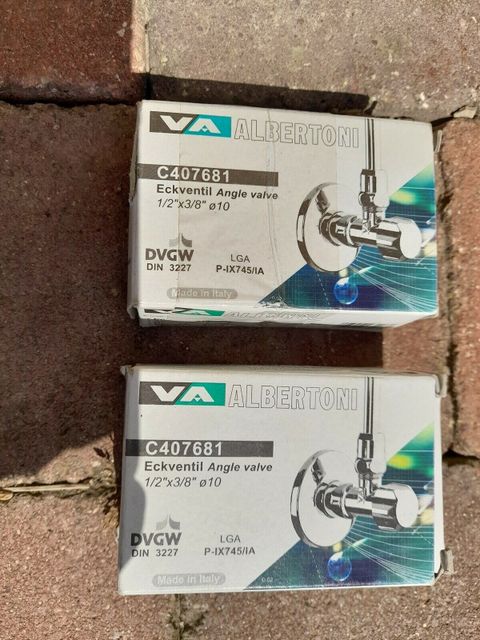 VA ALBERTONI
C407681
Eckventil Angle valve
1/2"x3/8" ø10
DVGW
DIN 3227
LGA
P-IX745/IA
Made in Italy
VA ALBERTONI
C407681
Eckventil Angle valve
1/2"x3/8" ø10
DVGW
DIN 3227
LGA
P-IX745/IA
Made in Italy